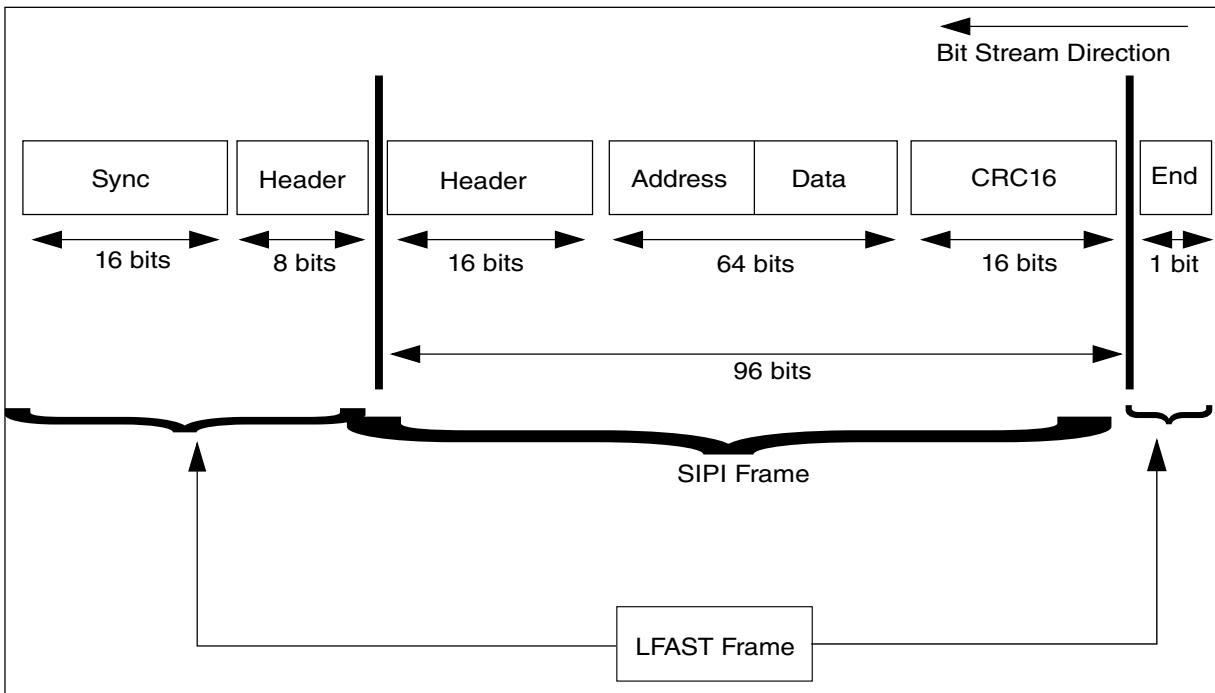 Bit Stream Direction
Sync Header Header Address Data CRC16 End
16 bits 8 bits 16 bits 64 bits 16 bits 1 bit
96 bits
SIPI Frame
LFAST Frame